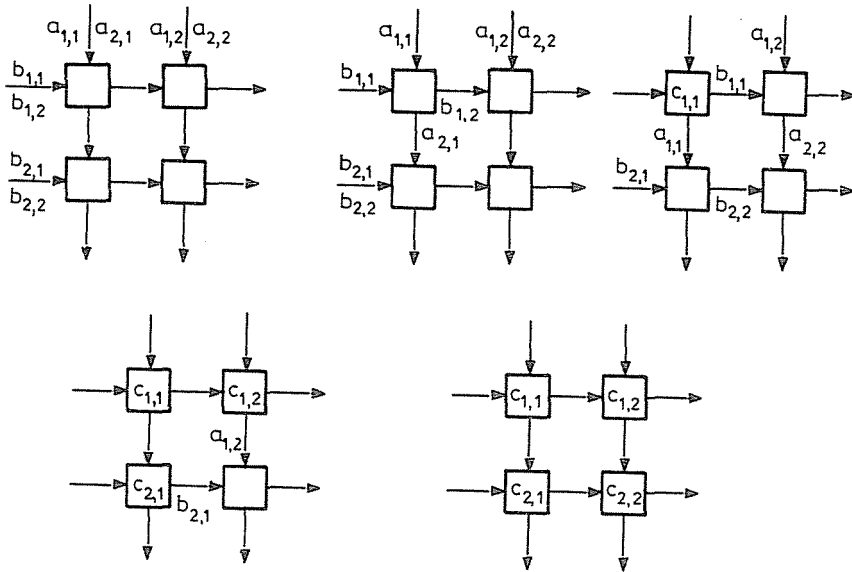 a1,1 a2,1 a1,2 a2,2
b1,1
b1,2
b2,1
b2,2
a1,1 a1,2 a2,2
b1,1
b1,2
a2,1
b2,1
b2,2
a1,2
c1,1 b1,1
a1,1 a2,2
b2,1
b2,2
c1,1 c1,2
a1,2
c2,1
b2,1
c1,1 c1,2
c2,1 c2,2